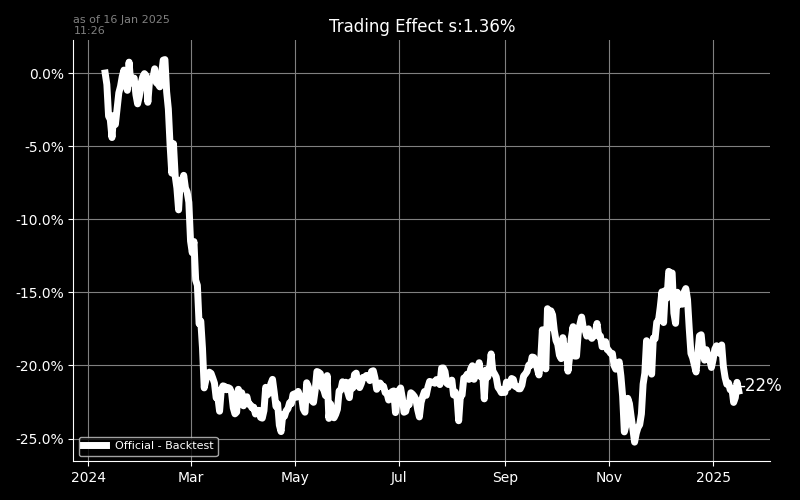 as of 16 Jan 2025
11:26
Trading Effect s:1.36%
0.0%
-5.0%
-10.0%
-15.0%
-20.0%
-25.0%
-22%
Official - Backtest
2024 Mar May Jul Sep Nov 2025